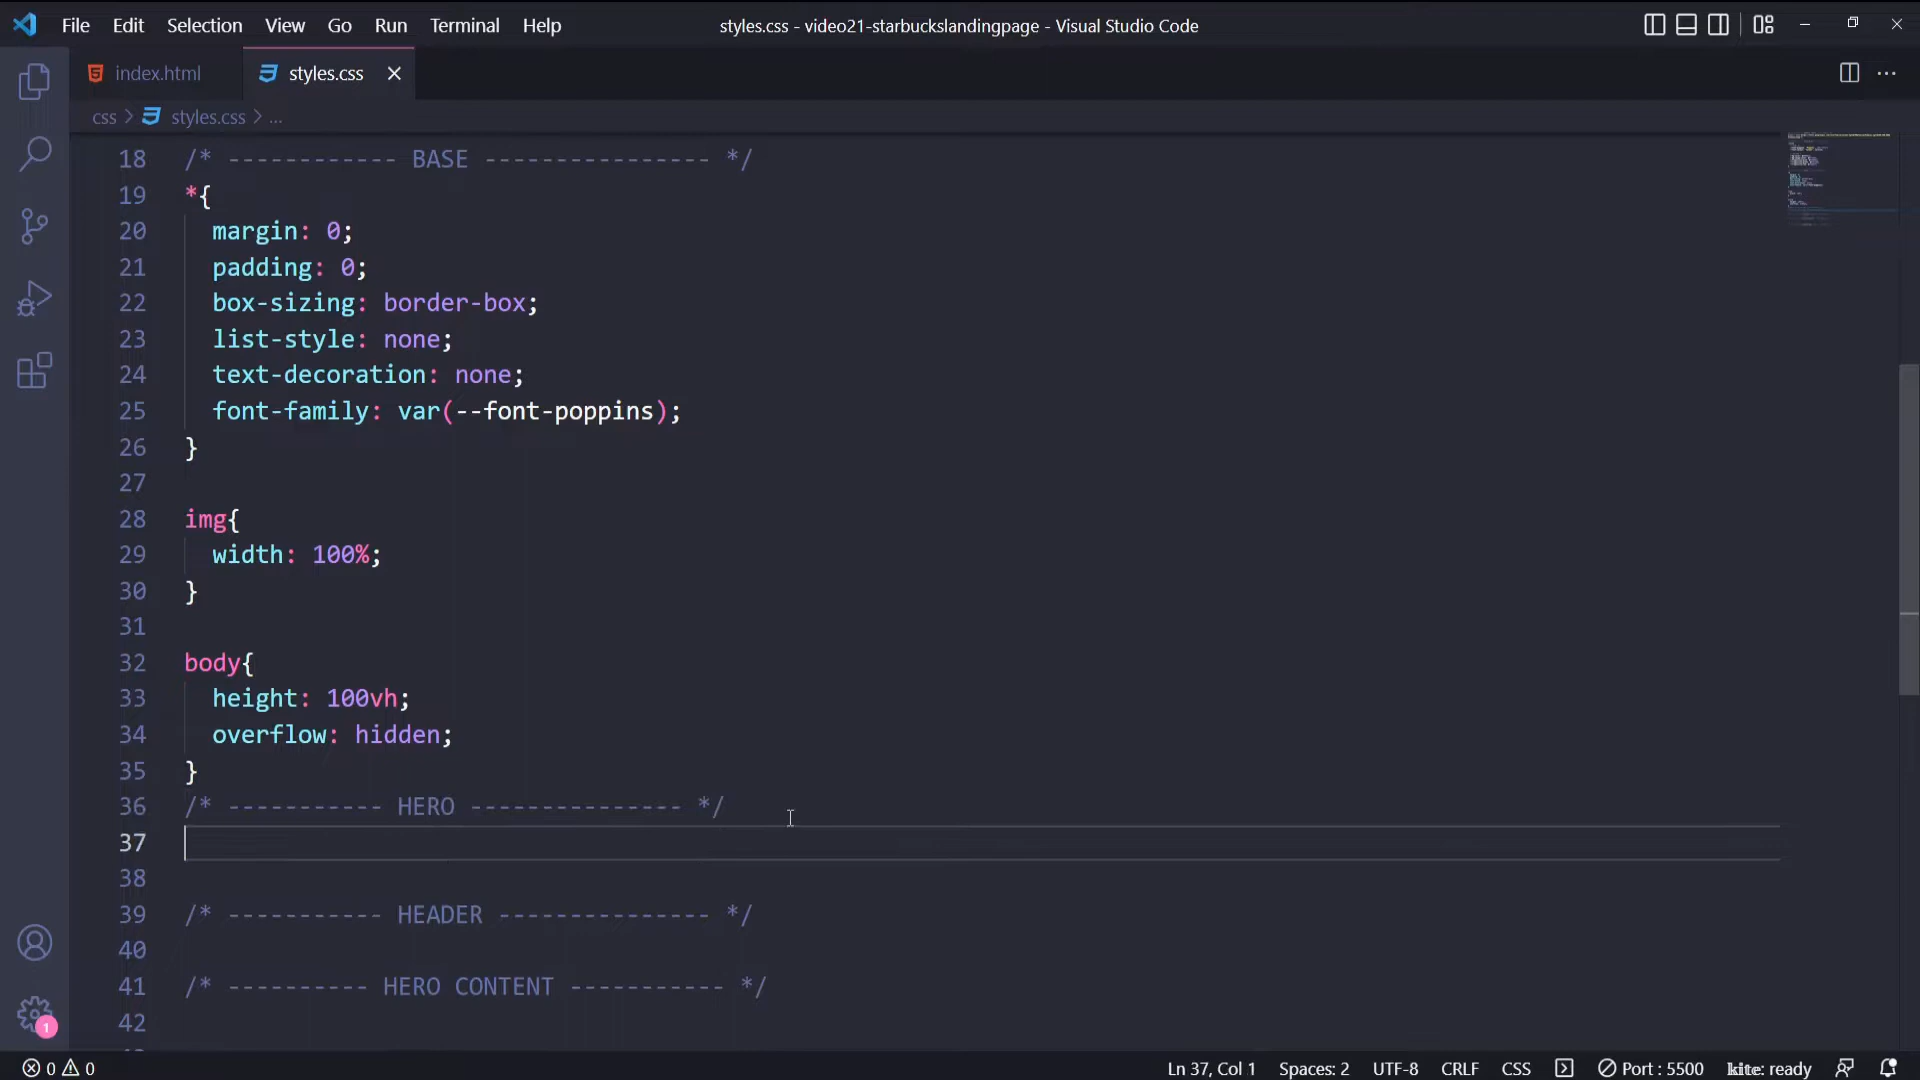 File Edit Selection View Go Run Terminal Help
styles.css - video21-starbuckslandingpage - Visual Studio Code
index.html
styles.css
css > styles.css > ...
18 /* ------------ BASE ---------------- */
19 *{
20 margin: 0;
21 padding: 0;
22 box-sizing: border-box;
23 list-style: none;
24 text-decoration: none;
25 font-family: var(--font-poppins);
26 }
27
28 img{
29 width: 100%;
30 }
31
32 body{
33 height: 100vh;
34 overflow: hidden;
35 }
36 /* ----------- HERO --------------- */
37
38
39 /* ----------- HEADER --------------- */
40
41 /* ---------- HERO CONTENT ----------- */
42
1
0 0
Ln 37, Col 1 Spaces: 2 UTF-8 CRLF CSS Port : 5500 kite: ready